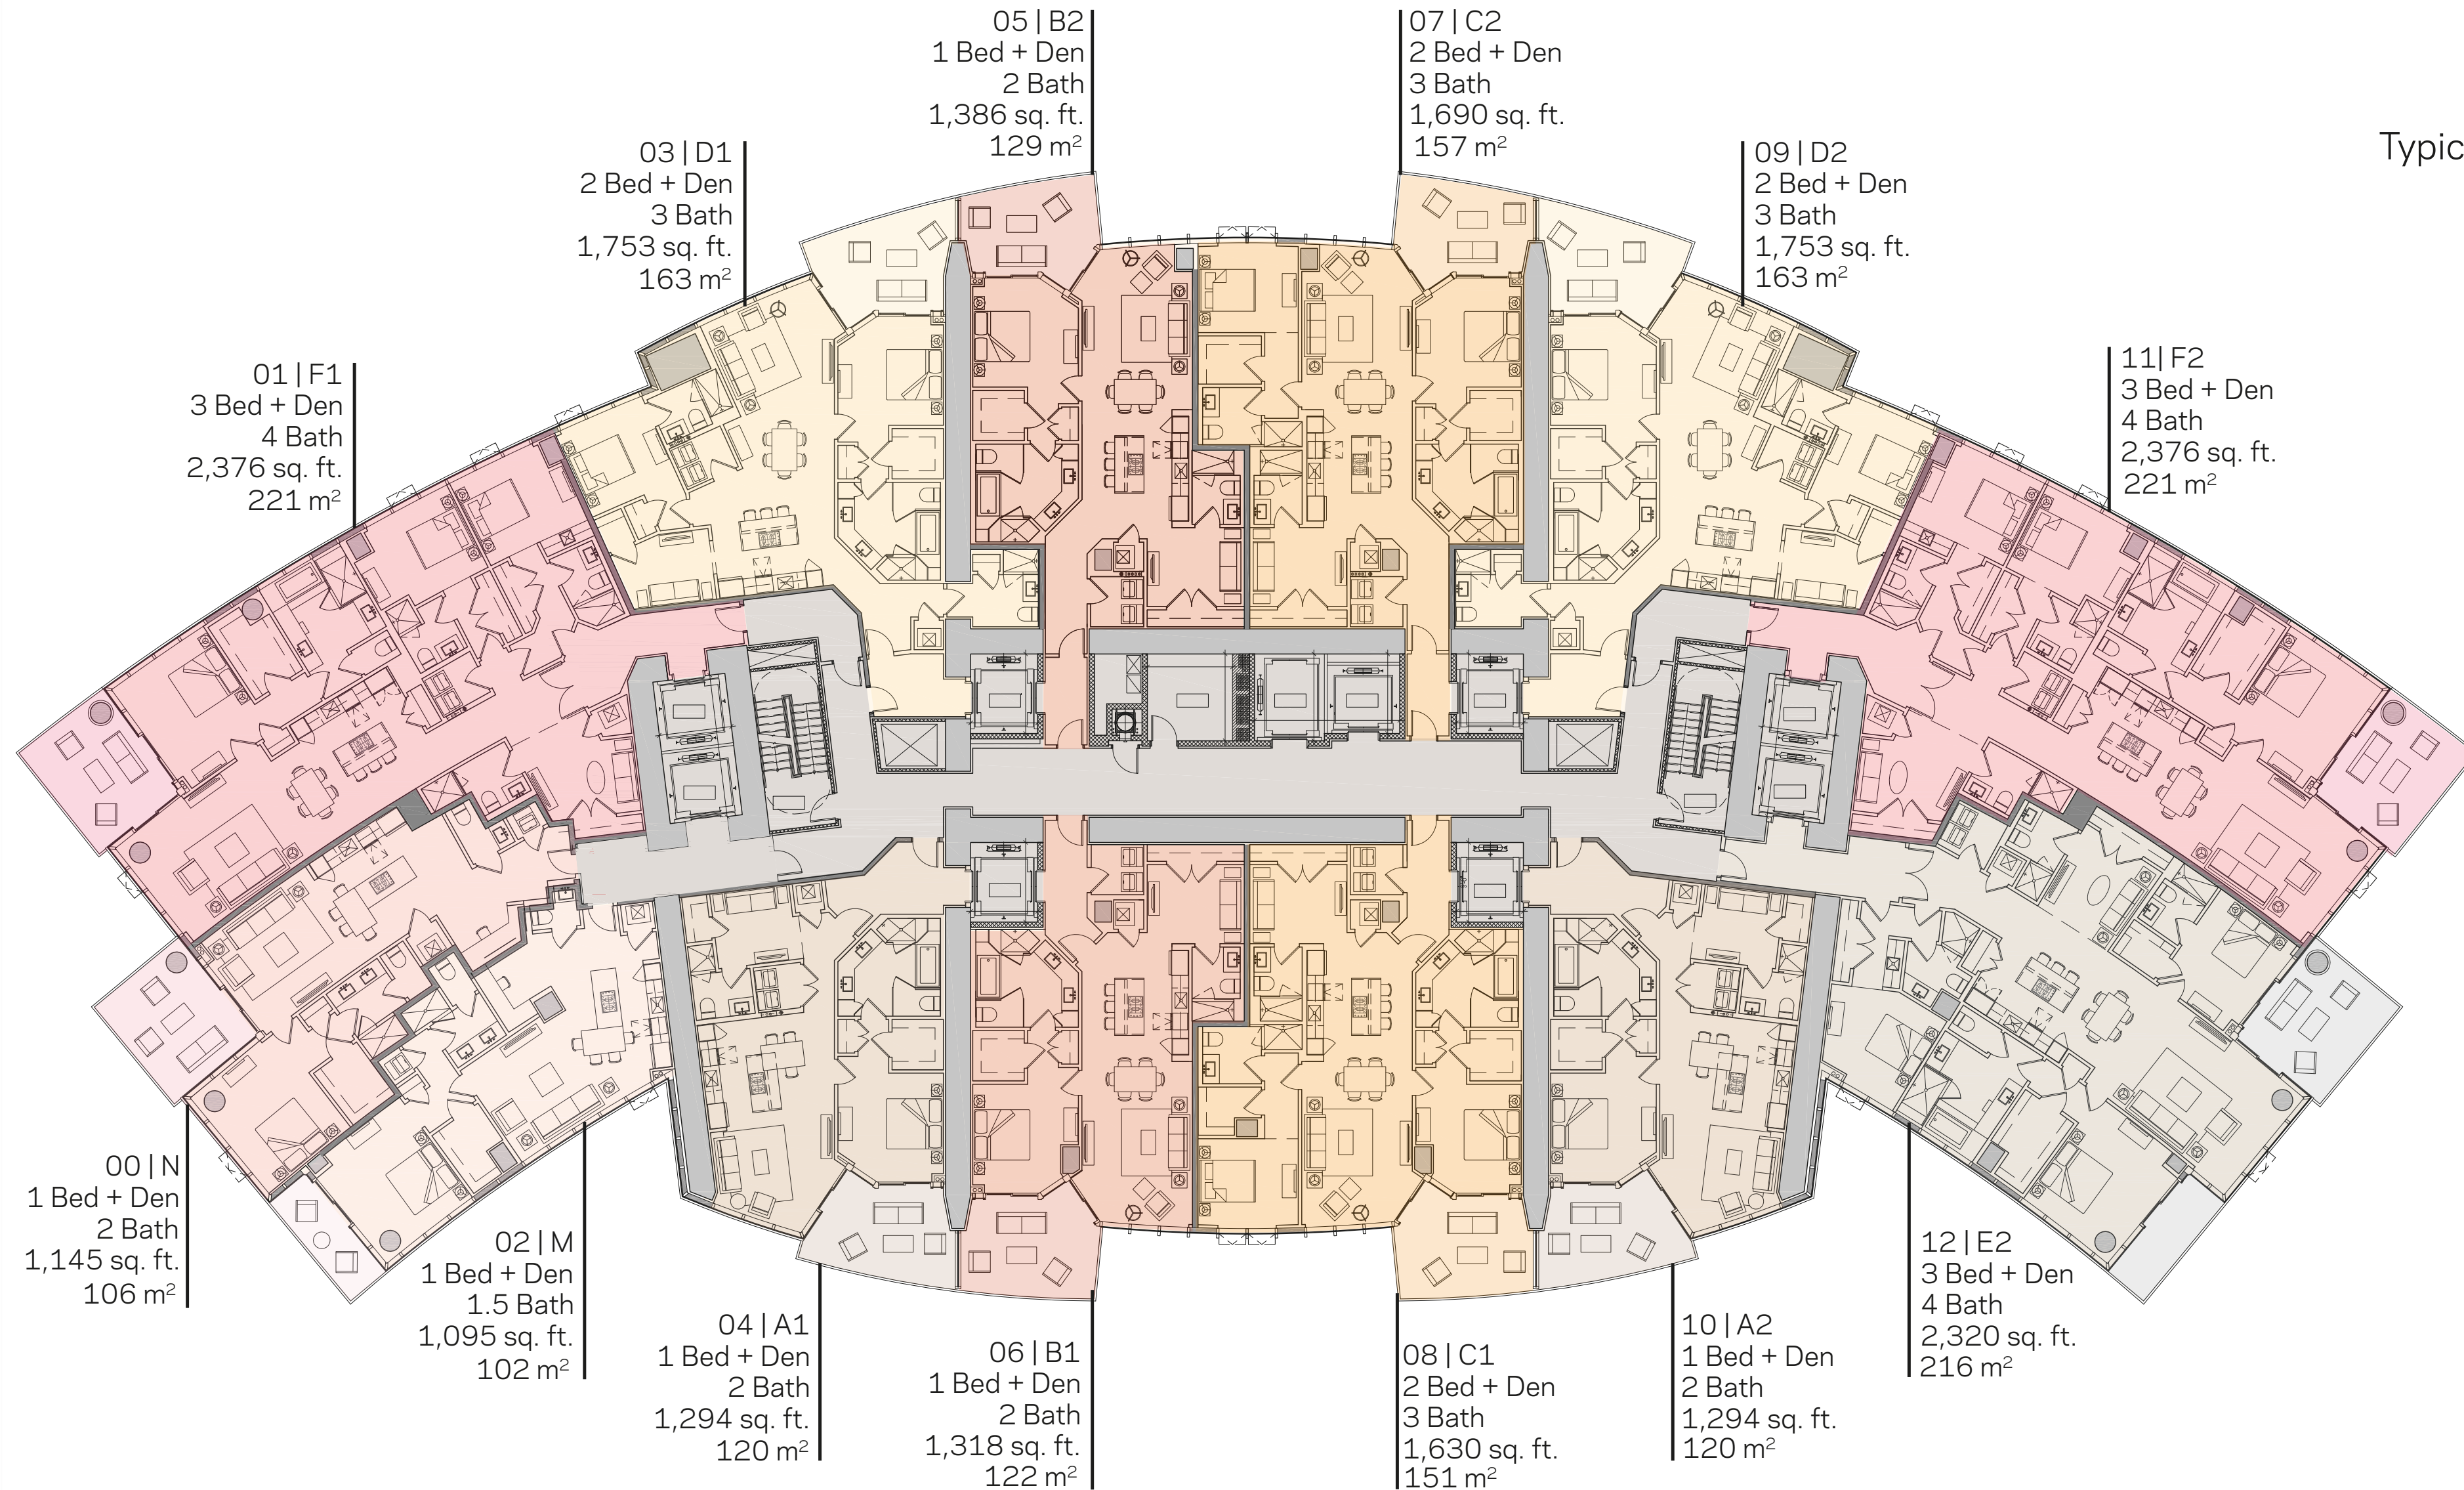 05 | B2
1 Bed + Den
2 Bath
1,386 sq. ft.
129 m²
07 | C2
2 Bed + Den
3 Bath
1,690 sq. ft.
157 m²
03 | D1
2 Bed + Den
3 Bath
1,753 sq. ft.
163 m²
09 | D2
2 Bed + Den
3 Bath
1,753 sq. ft.
163 m²
Typic
01 | F1
3 Bed + Den
4 Bath
2,376 sq. ft.
221 m²
11| F2
3 Bed + Den
4 Bath
2,376 sq. ft.
221 m²
00 | N
1 Bed + Den
2 Bath
1,145 sq. ft.
106 m²
02 | M
1 Bed + Den
1.5 Bath
1,095 sq. ft.
102 m²
04 | A1
1 Bed + Den
2 Bath
1,294 sq. ft.
120 m²
06 | B1
1 Bed + Den
2 Bath
1,318 sq. ft.
122 m²
08 | C1
2 Bed + Den
3 Bath
1,630 sq. ft.
151 m²
10 | A2
1 Bed + Den
2 Bath
1,294 sq. ft.
120 m²
12 | E2
3 Bed + Den
4 Bath
2,320 sq. ft.
216 m²